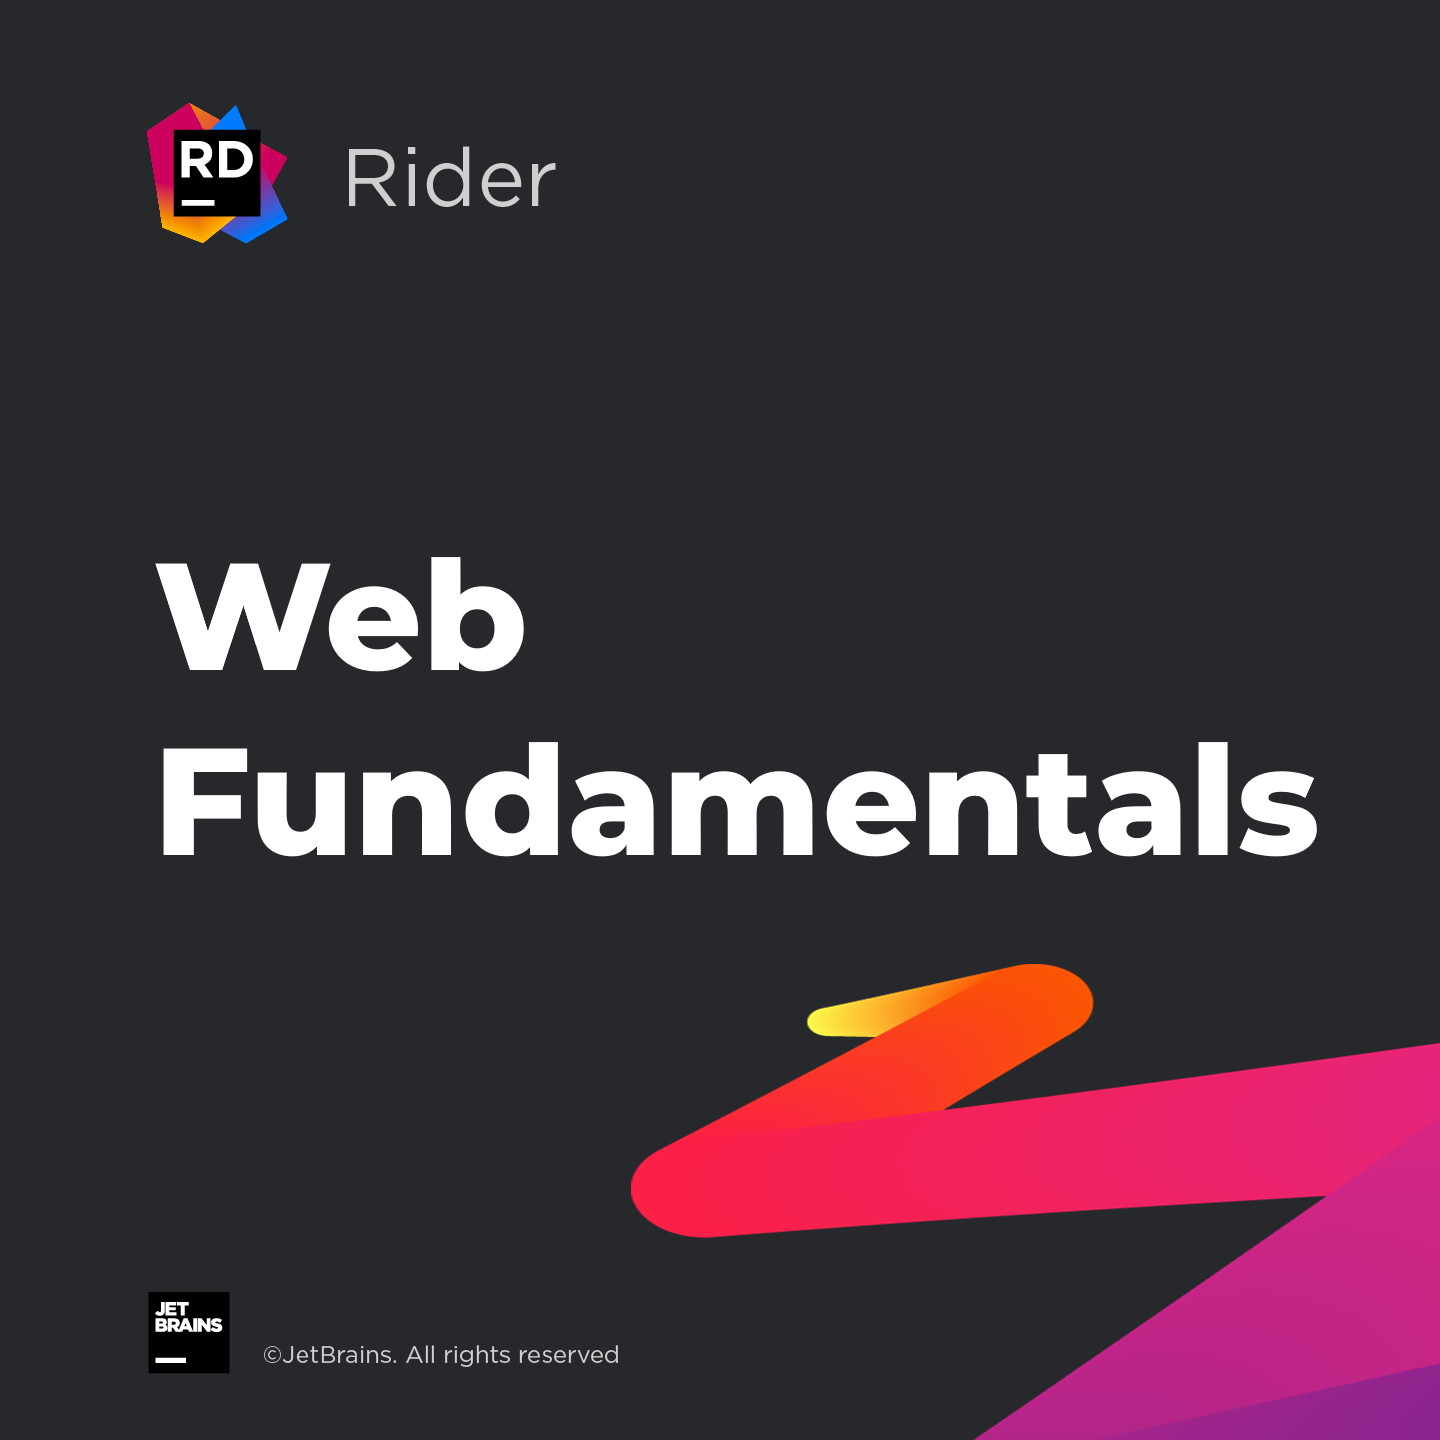 RD
Rider
Web
Fundamentals
JET
BRAINS
©JetBrains. All rights reserved